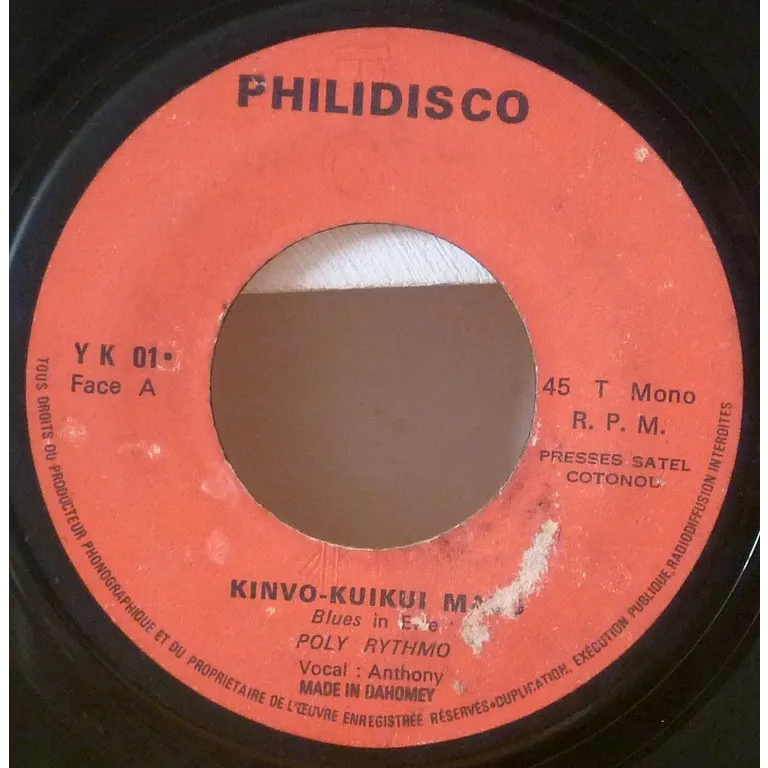 PHILIDISCO
Y K 01•
Face A
45 T Mono
R. P. M.
PRESSES SATEL
COTONOU
KINVO-KUIKUI
Blues in
POLY RYTHMO
Vocal : Anthony
MADE IN DAHOMEY
TOUS DROITS DU PRODUCTEUR PHONOGRAPHIQUE ET DU PROPRIETAIRE DE L'ŒUVRE ENREGISTRÉE RÉSERVÉS•DUPLICATION, EXÉCUTION PUBLIQUE, RADIODIFFUSION INTERDITES